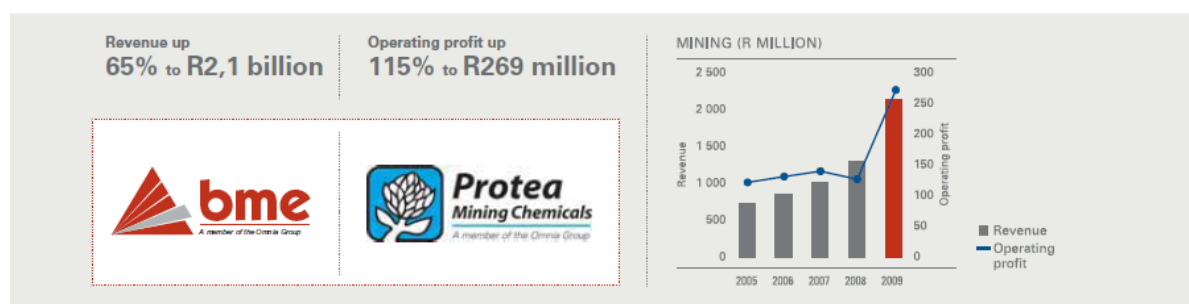 Revenue up
65% to R2,1 billion
Operating profit up
115% to R269 million
bme
A member of the Omnia Group
Protea
Mining Chemicals
A member of the Omnia Group
MINING (R MILLION)
2 500
2 000
1 500
1 000
500
0
Revenue
300
250
200
150
100
50
0
Operating profit
2005 2006 2007 2008 2009
Revenue
Operating
profit